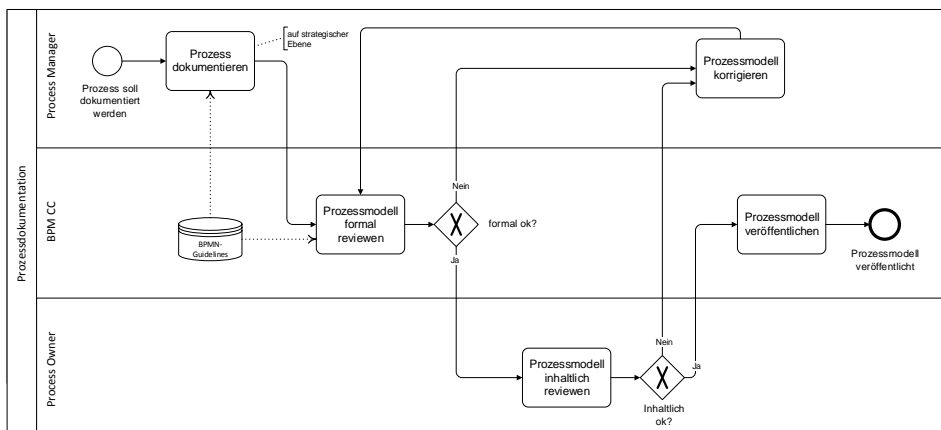 Prozessdokumentation
Process Manager
Prozess soll
dokumentiert
werden
Prozess
dokumentieren
auf strategischer
Ebene
Prozessmodell
korrigieren
BPM CC
BPMN-
Guidelines
Prozessmodell
formal
reviewen
Nein
formal ok?
Ja
Prozessmodell
veröffentlichen
Prozessmodell
veröffentlicht
Process Owner
Prozessmodell
inhaltlich
reviewen
Nein
Ja
Inhaltlich
ok?